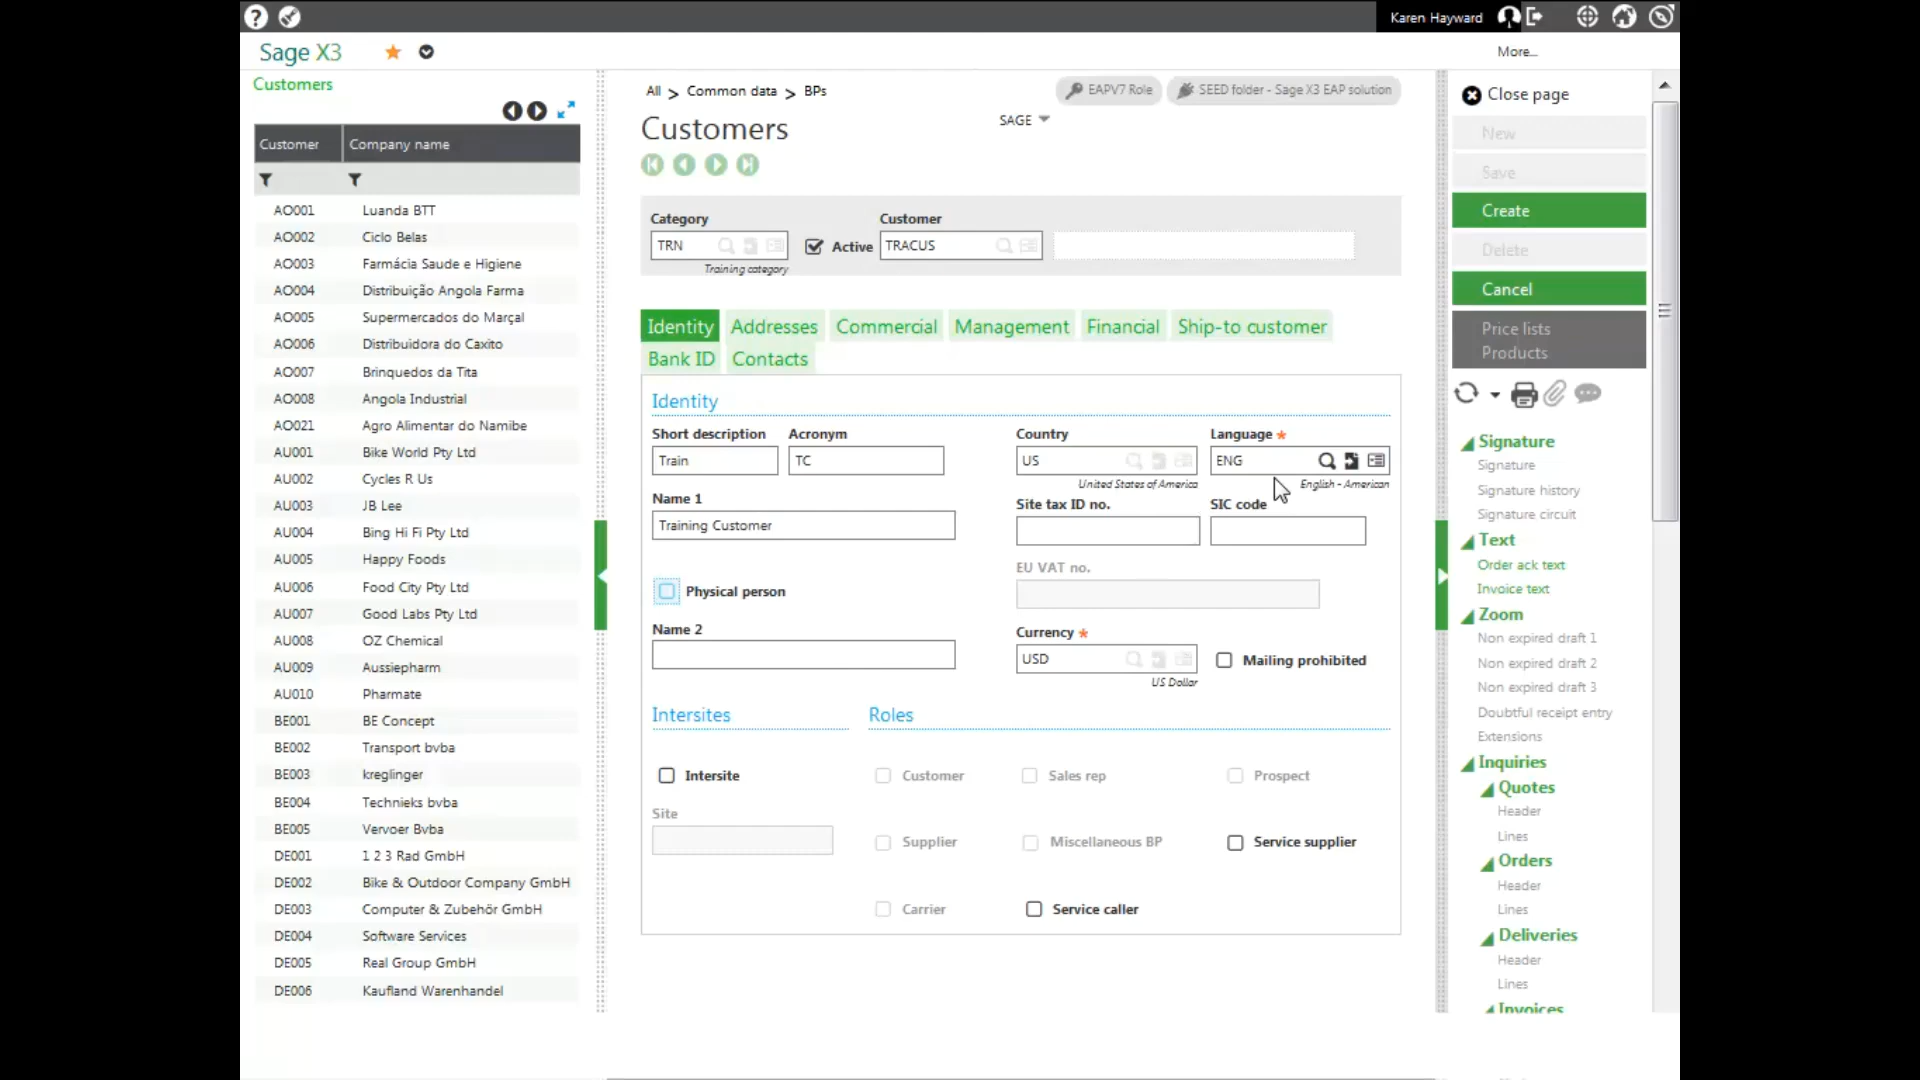 Karen Hayward
Sage X3
More...
Customers
Customer Company name
AO001 Luanda BTT
AO002 Ciclo Belas
AO003 Farmácia Saude e Higiene
AO004 Distribuição Angola Farma
AO005 Supermercados do Marçal
AO006 Distribuidora do Caxito
AO007 Brinquedos da Tita
AO008 Angola Industrial
AO021 Agro Alimentar do Namibe
AU001 Bike World Pty Ltd
AU002 Cycles R Us
AU003 JB Lee
AU004 Bing Hi Fi Pty Ltd
AU005 Happy Foods
AU006 Food City Pty Ltd
AU007 Good Labs Pty Ltd
AU008 OZ Chemical
AU009 Aussiepharm
AU010 Pharmate
BE001 BE Concept
BE002 Transport bvba
BE003 kreglinger
BE004 Technieks bvba
BE005 Vervoer Bvba
DE001 1 2 3 Rad GmbH
DE002 Bike & Outdoor Company GmbH
DE003 Computer & Zubehör GmbH
DE004 Software Services
DE005 Real Group GmbH
DE006 Kaufland Warenhandel
All > Common data > BPs
EAPV7 Role
SEED folder - Sage X3 EAP solution
Customers
SAGE
Category
Customer
TRN
Active
TRACUS
Training category
Identity Addresses Commercial Management Financial Ship-to customer
Bank ID Contacts
Identity
Short description Acronym Country Language *
Train TC US ENG
United States of America English - American
Name 1 Site tax ID no. SIC code
Training Customer
EU VAT no.
Physical person
Name 2 Currency *
USD
Mailing prohibited
US Dollar
Intersites Roles
Intersite Customer Sales rep Prospect
Site
Supplier Miscellaneous BP Service supplier
Carrier Service caller
Close page
New
Save
Create
Delete
Cancel
Price lists
Products
Signature
Signature
Signature history
Signature circuit
Text
Order ack text
Invoice text
Zoom
Non expired draft 1
Non expired draft 2
Non expired draft 3
Doubtful receipt entry
Extensions
Inquiries
Quotes
Header
Lines
Orders
Header
Lines
Deliveries
Header
Lines
Invoices